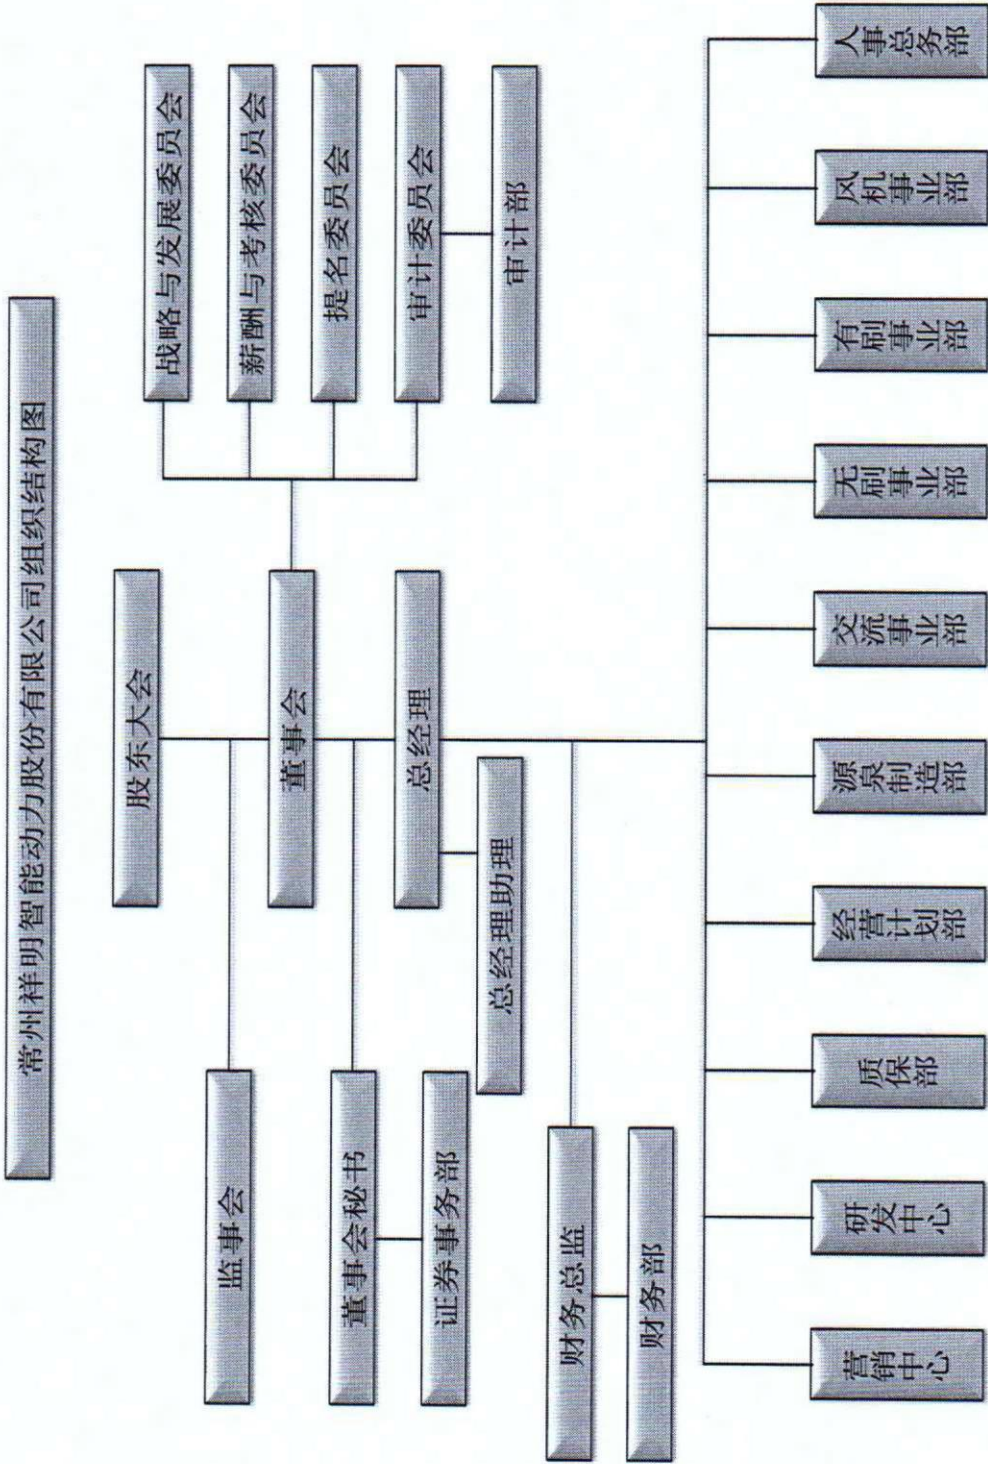 常州祥明智能动力股份有限公司组织结构图
股东大会
监事会
董事会
战略与发展委员会
薪酬与考核委员会
提名委员会
审计委员会
审计部
董事会秘书
证券事务部
总经理
总经理助理
财务总监
财务部
营销中心
研发中心
质保部
经营计划部
源泉制造部
交流事业部
无刷事业部
有刷事业部
风机事业部
人事总务部